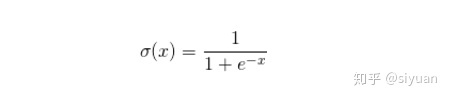 σ(x) = 1 / (1 + e^{-x})
知乎 @siyuan